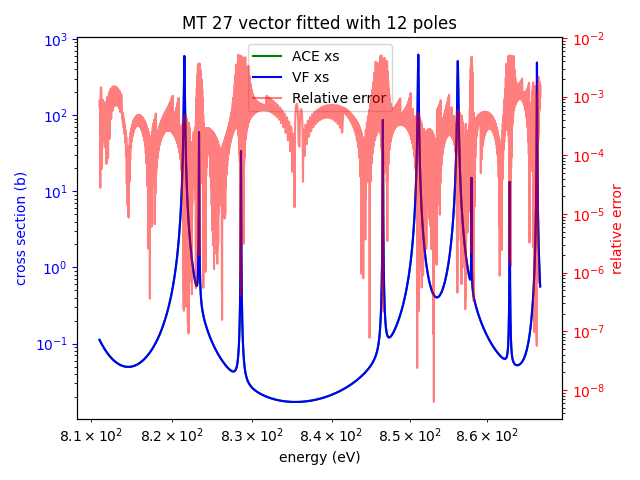 MT 27 vector fitted with 12 poles
ACE xs
VF xs
Relative error
cross section (b)
10³
10²
10¹
10⁰
10⁻¹
relative error
10⁻²
10⁻³
10⁻⁴
10⁻⁵
10⁻⁶
10⁻⁷
10⁻⁸
8.1 × 10² 8.2 × 10² 8.3 × 10² 8.4 × 10² 8.5 × 10² 8.6 × 10²
energy (eV)